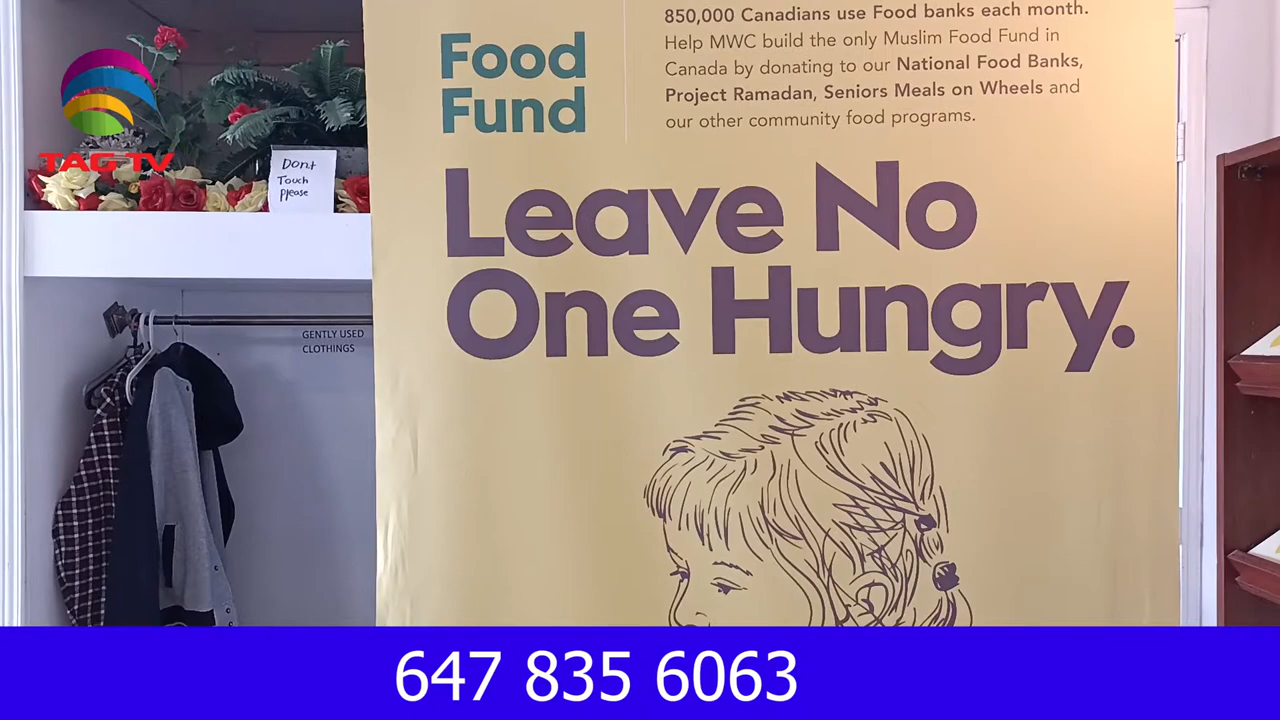 850,000 Canadians use Food banks each month.
Help MWC build the only Muslim Food Fund in
Canada by donating to our National Food Banks,
Project Ramadan, Seniors Meals on Wheels and
our other community food programs.
Food
Fund
TAG TV
Dont
Touch
please
Leave No
One Hungry.
GENTLY USED
CLOTHINGS
647 835 6063